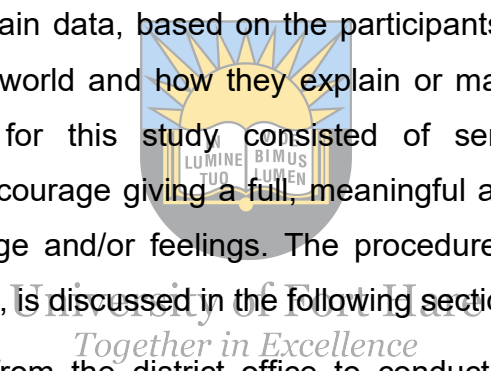 ain data, based on the participants
world and how they explain or ma
for this study consisted of se
IN VIDE
LUMINE BIMUS
TUO LUMEN
courage giving a full, meaningful a
ge and/or feelings. The procedure
University of Fort Hare
, is discussed in the following sectio
Together in Excellence
from the district office to conduct